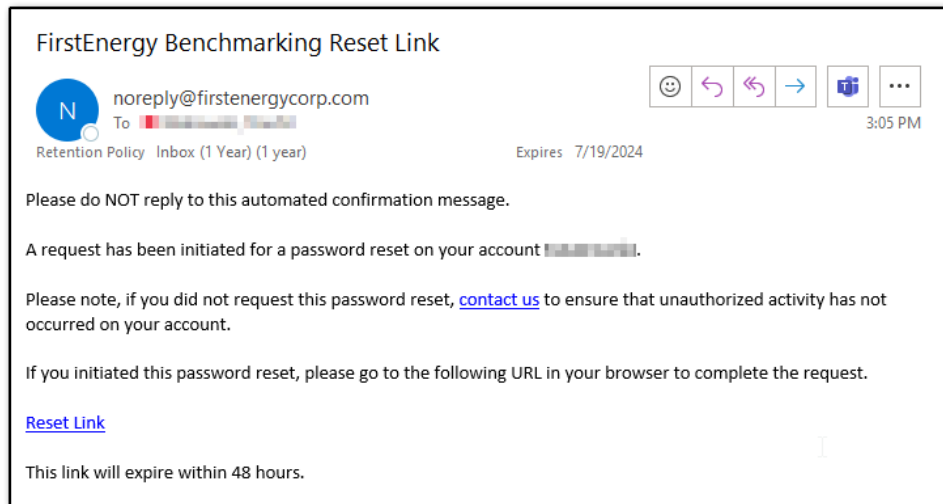 FirstEnergy Benchmarking Reset Link
N
noreply@firstenergycorp.com
To
3:05 PM
Retention Policy Inbox (1 Year) (1 year) Expires 7/19/2024
Please do NOT reply to this automated confirmation message.
A request has been initiated for a password reset on your account .
Please note, if you did not request this password reset, contact us to ensure that unauthorized activity has not
occurred on your account.
If you initiated this password reset, please go to the following URL in your browser to complete the request.
Reset Link
This link will expire within 48 hours.